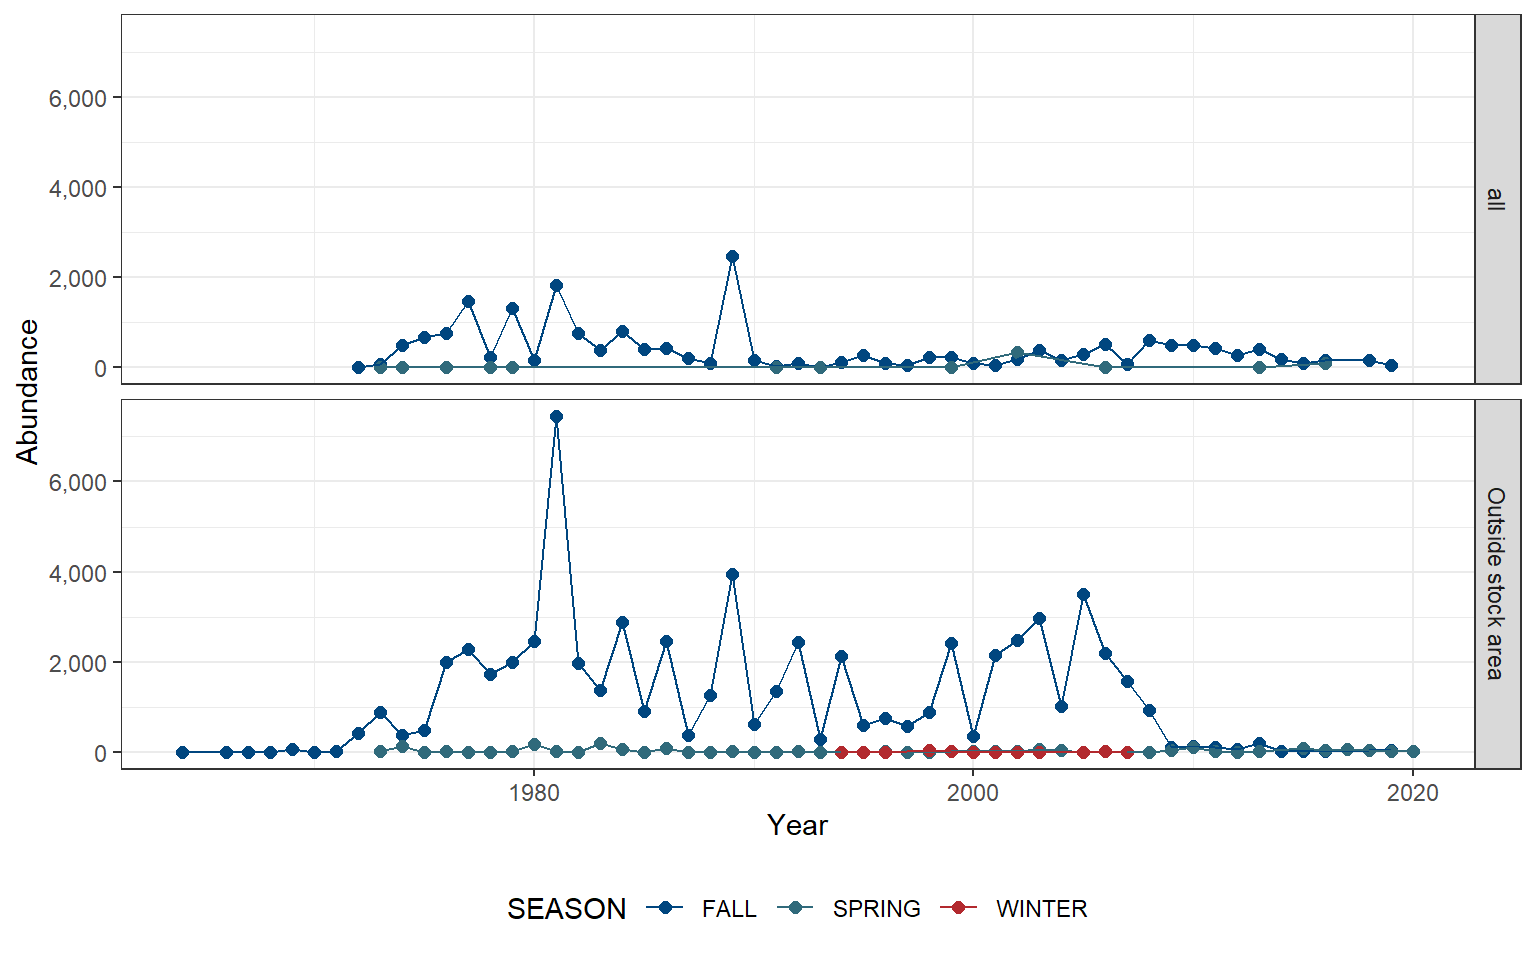 6,000
4,000
2,000
0
all
Abundance
6,000
4,000
2,000
0
Outside stock area
1980
2000
2020
Year
SEASON FALL SPRING WINTER